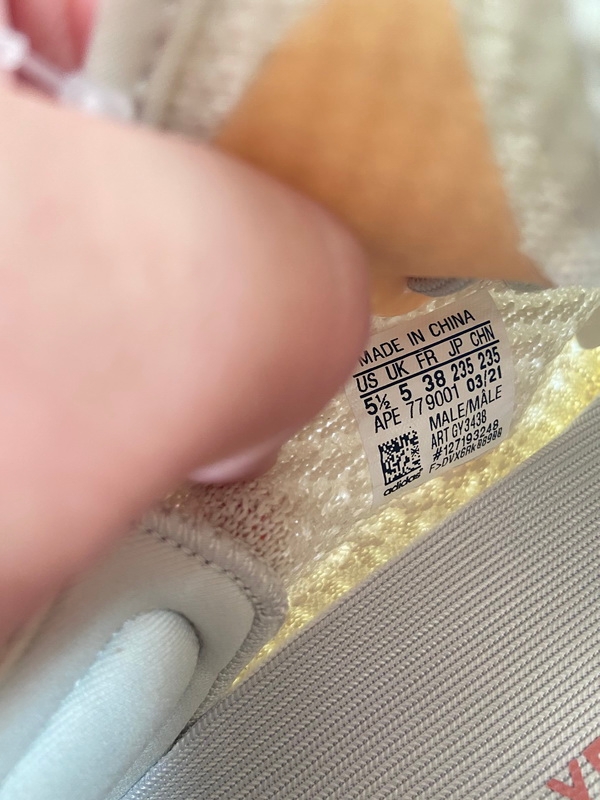 MADE IN CHINA
US UK FR JP CHN
5½ 5 38 235 235
APE 779001 03/21
MALE/MÂLE
ART GY3438
#127193248
adidas